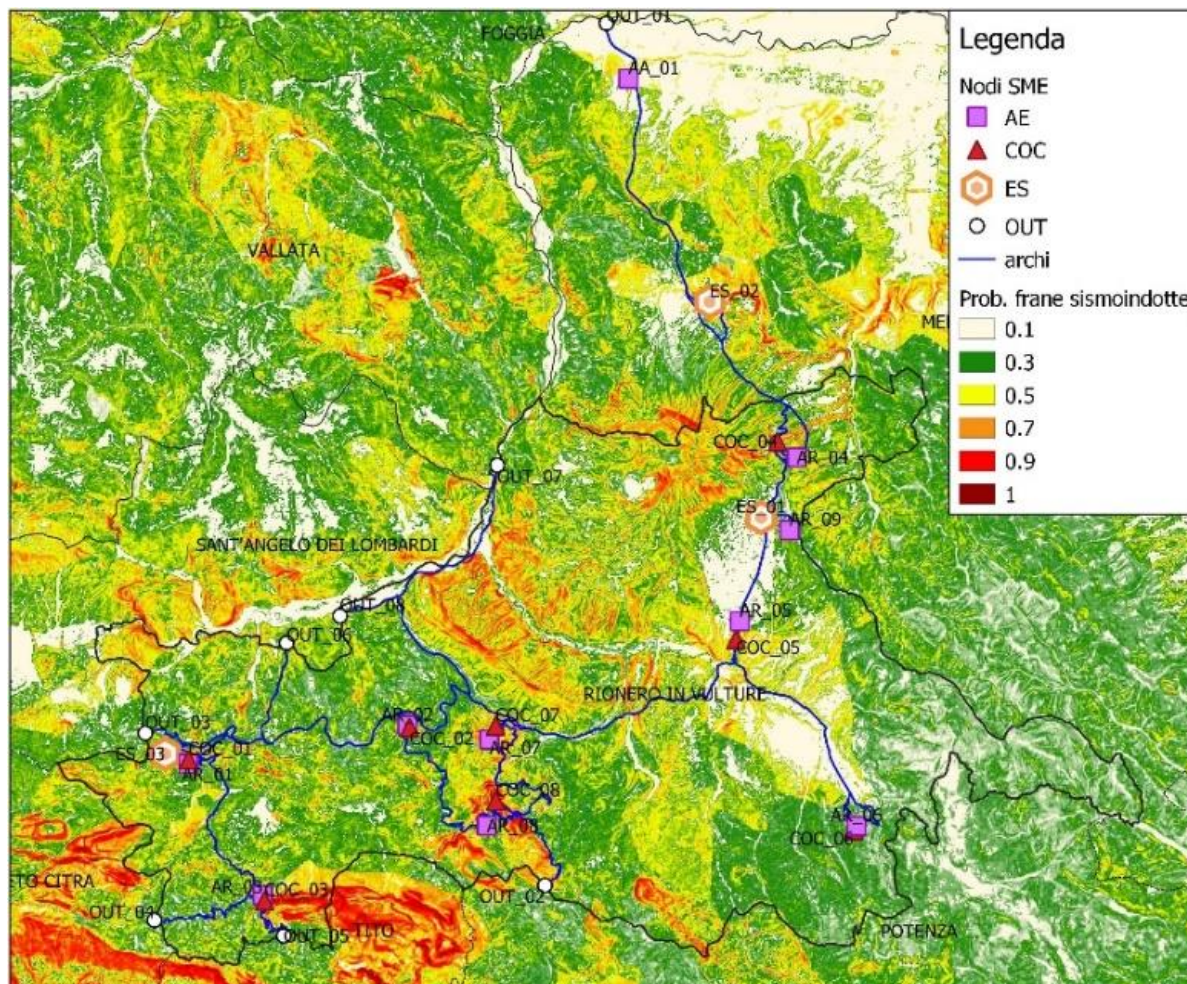 OUT_01
FOGGIA
AA_01
VALLATA
ES_02
COC_04
AR_04
OUT_07
ES_01
AR_09
SANT'ANGELO DEI LOMBARDI
OUT_08
AR_05
OUT_06
COC_05
RIONERO IN VULTURE
AR_02
COC_07
OUT_03
COC_02
AR_07
ES_03
COC_01
AR_01
COC_08
AR_08
AR_06
COC_06
TO CITRA
COC_03
OUT_02
OUT_04
OUT_05
TITO
POTENZA
Legenda
Nodi SME
AE
COC
ES
OUT
archi
Prob. frane sismoindotte
0.1
0.3
0.5
0.7
0.9
1